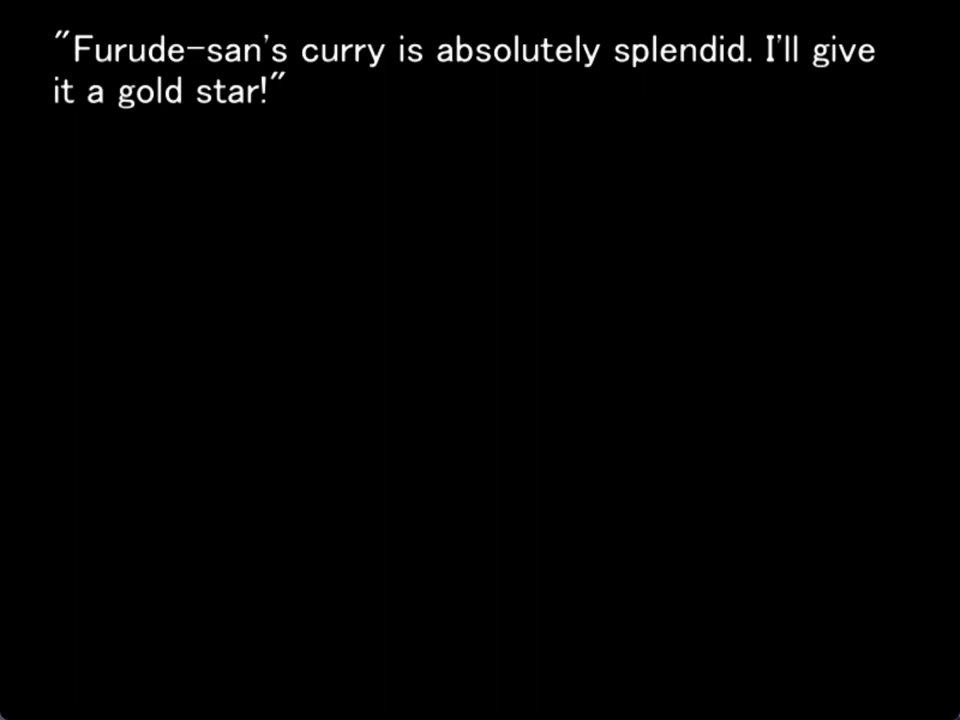 "Furude-san's curry is absolutely splendid. I'll give
it a gold star!"